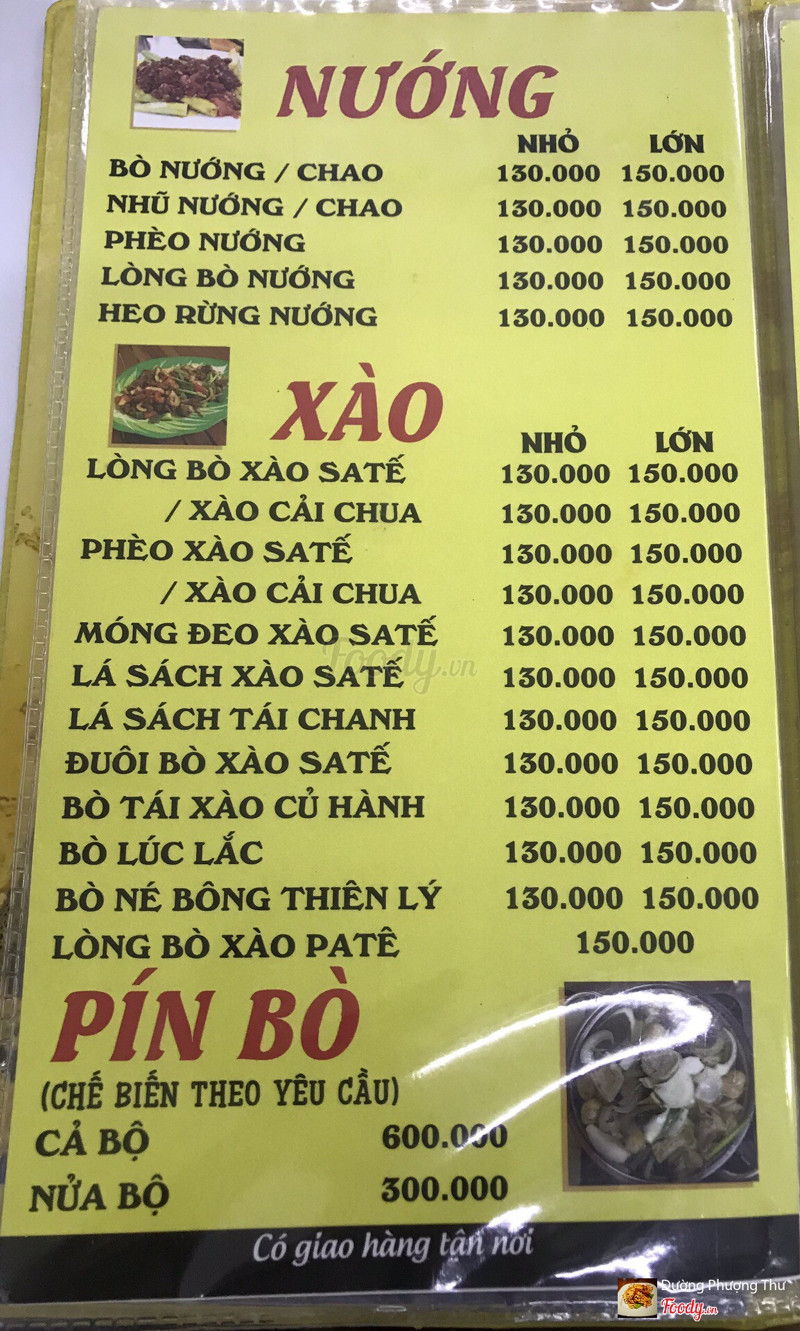 NƯỚNG
NHỎ LỚN
BÒ NƯỚNG / CHAO 130.000 150.000
NHŨ NƯỚNG / CHAO 130.000 150.000
PHÈO NƯỚNG 130.000 150.000
LÒNG BÒ NƯỚNG 130.000 150.000
HEO RỪNG NƯỚNG 130.000 150.000
XÀO
NHỎ LỚN
LÒNG BÒ XÀO SATẾ 130.000 150.000
/ XÀO CẢI CHUA 130.000 150.000
PHÈO XÀO SATẾ 130.000 150.000
/ XÀO CẢI CHUA 130.000 150.000
MÓNG ĐEO XÀO SATẾ 130.000 150.000
Foody.vn
LÁ SÁCH XÀO SATẾ 130.000 150.000
LÁ SÁCH TÁI CHANH 130.000 150.000
ĐUÔI BÒ XÀO SATẾ 130.000 150.000
BÒ TÁI XÀO CỦ HÀNH 130.000 150.000
BÒ LÚC LẮC 130.000 150.000
BÒ NÉ BÔNG THIÊN LÝ 130.000 150.000
LÒNG BÒ XÀO PATÊ 150.000
PÍN BÒ
(CHẾ BIẾN THEO YÊU CẦU)
CẢ BỘ 600.000
NỬA BỘ 300.000
Có giao hàng tận nơi
Đường Phượng Thư
Foody.vn